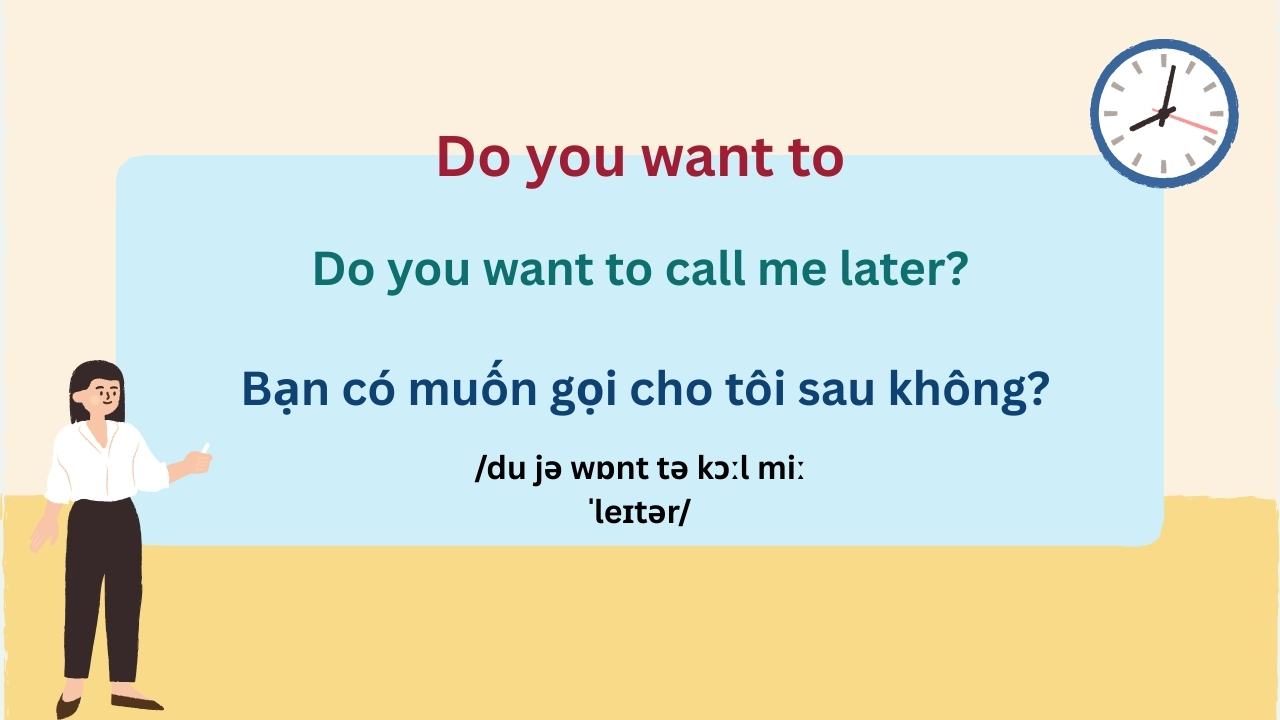 Do you want to
Do you want to call me later?
Bạn có muốn gọi cho tôi sau không?
/du jə wɒnt tə kɔːl miː
ˈleɪtər/